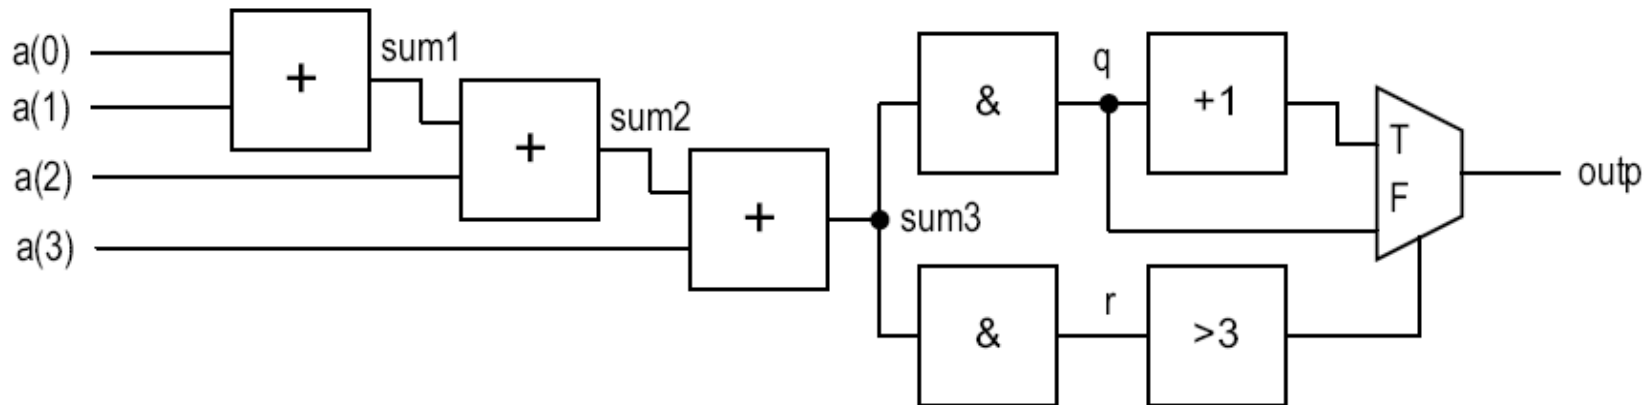 a(0)
a(1)
a(2)
a(3)
+
sum1
+
sum2
+
sum3
&
q
+1
&
r
>3
T
F
outp